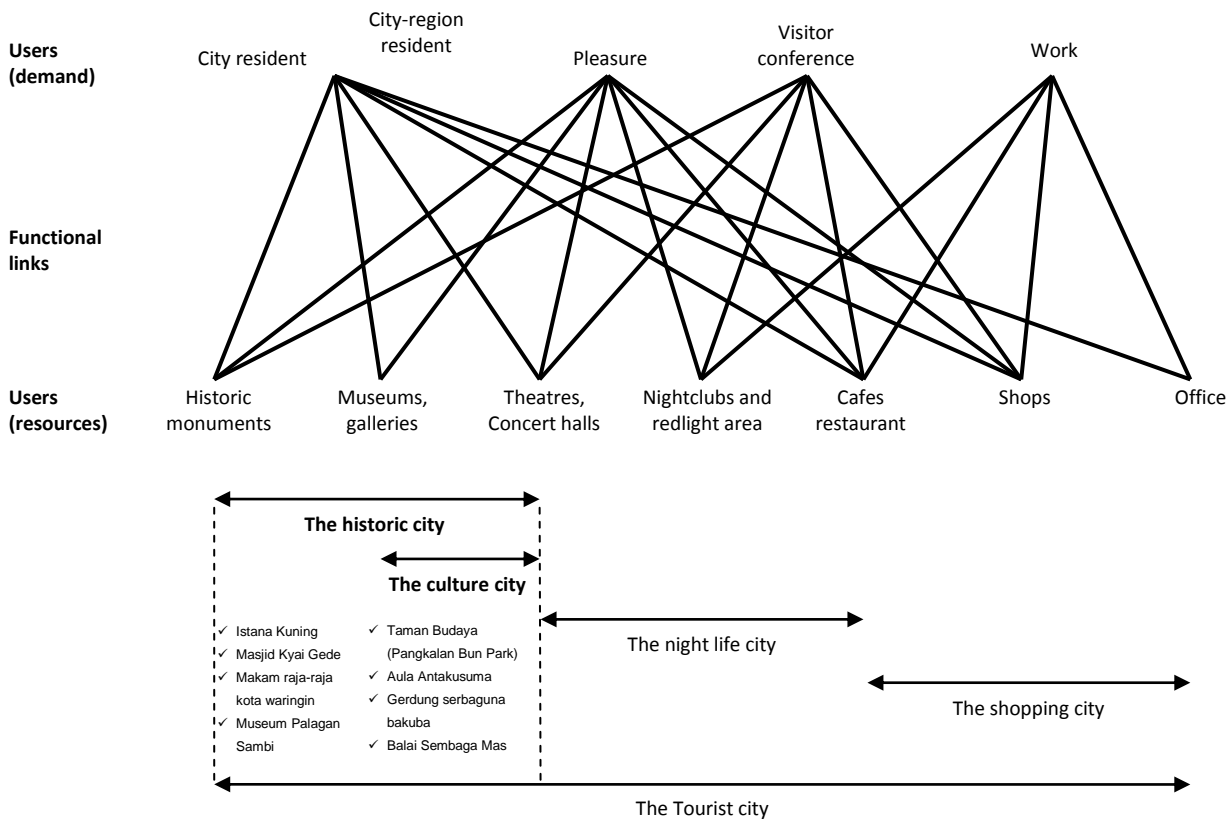 Users
(demand)
City resident
City-region
resident
Pleasure
Visitor
conference
Work
Functional
links
Users
(resources)
Historic
monuments
Museums,
galleries
Theatres,
Concert halls
Nightclubs and
redlight area
Cafes
restaurant
Shops
Office
The historic city
The culture city
✓ Istana Kuning
✓ Masjid Kyai Gede
✓ Makam raja-raja
kota waringin
✓ Museum Palagan
Sambi
✓ Taman Budaya
(Pangkalan Bun Park)
✓ Aula Antakusuma
✓ Gerdung serbaguna
bakuba
✓ Balai Sembaga Mas
The night life city
The shopping city
The Tourist city